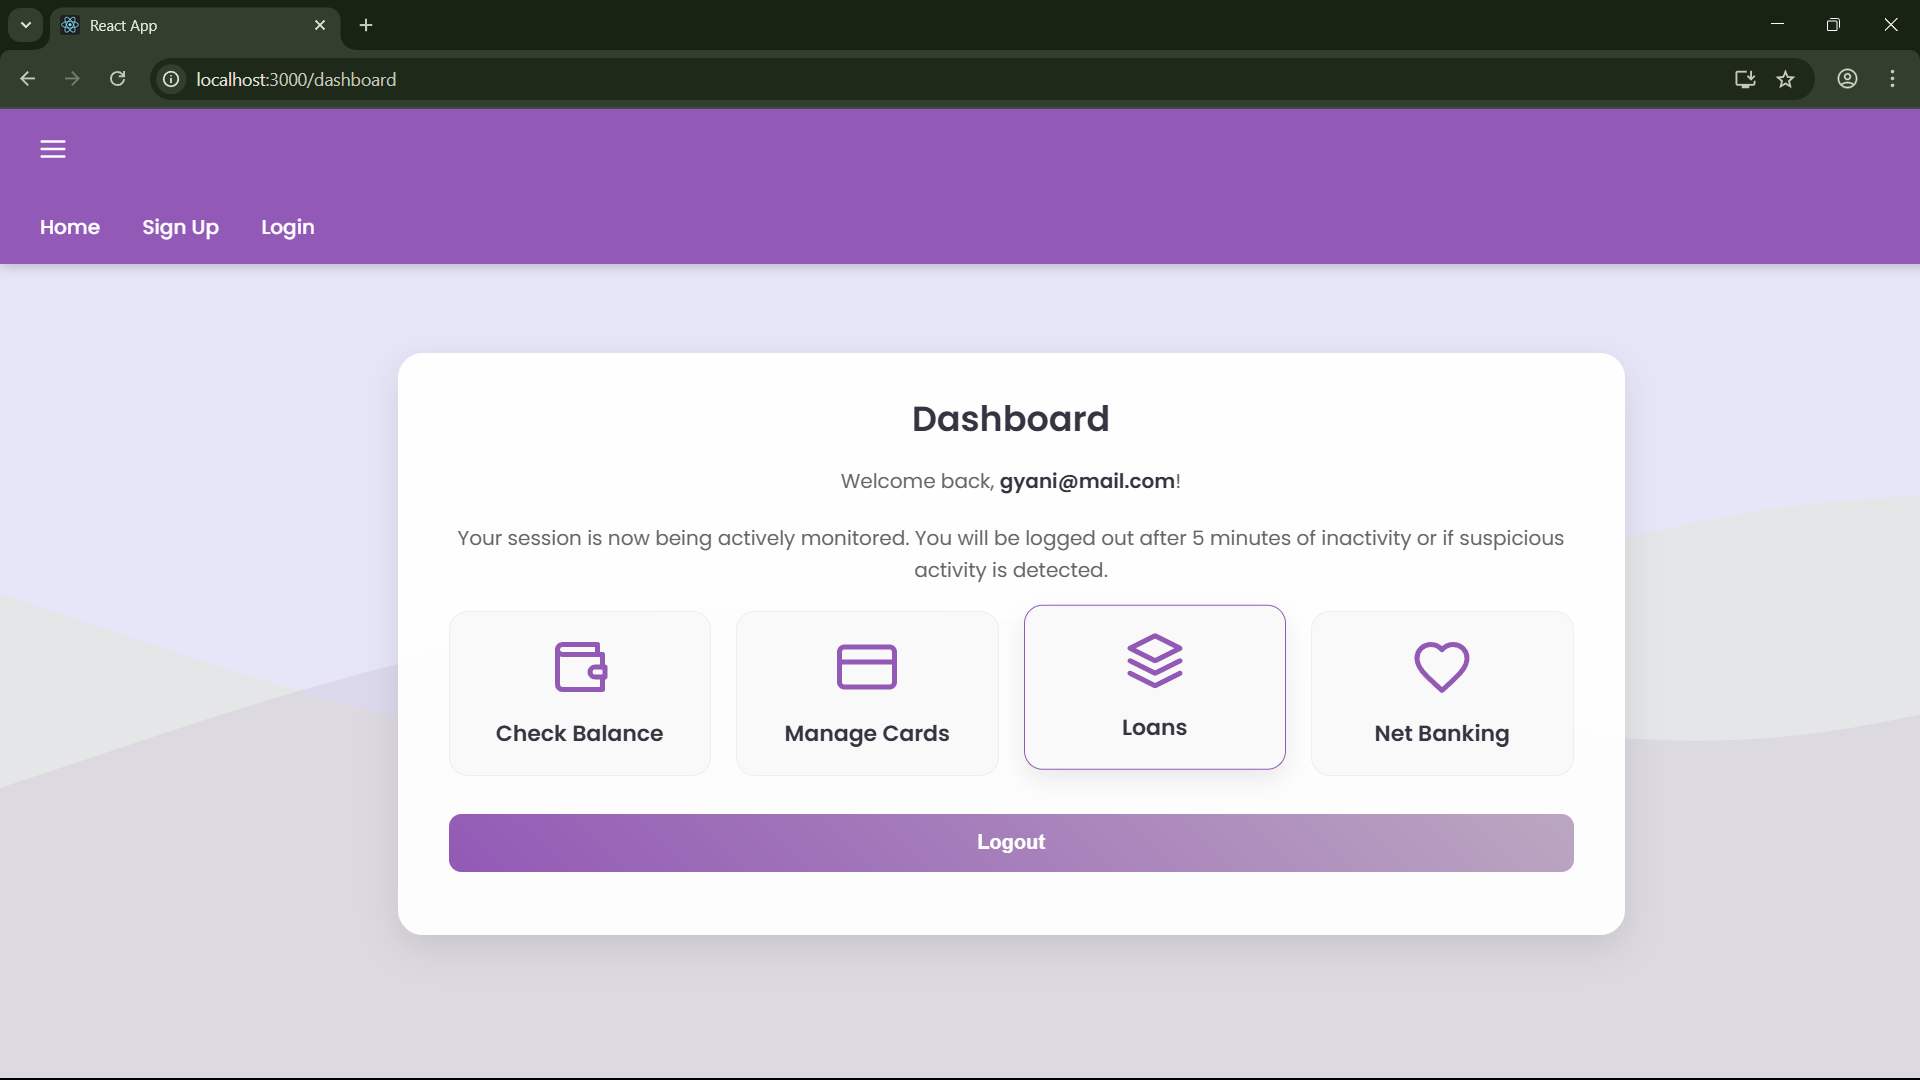 React App
localhost:3000/dashboard
Home Sign Up Login
Dashboard
Welcome back, gyani@mail.com!
Your session is now being actively monitored. You will be logged out after 5 minutes of inactivity or if suspicious
activity is detected.
Check Balance Manage Cards Loans Net Banking
Logout